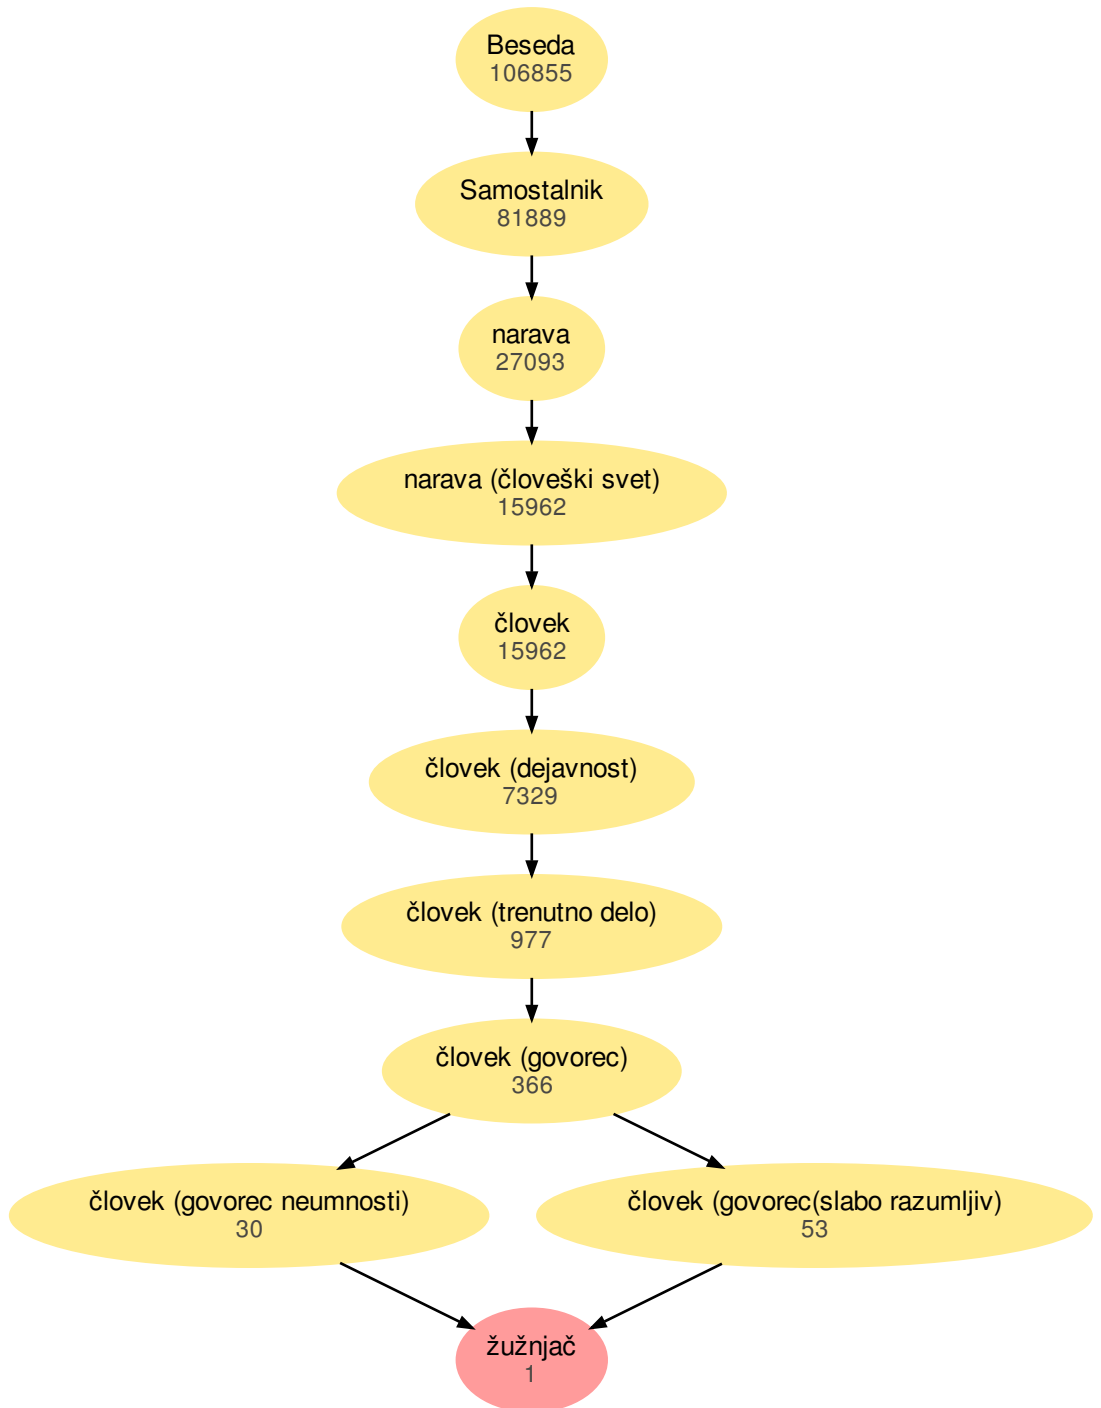 Beseda
106855
Samostalnik
81889
narava
27093
narava (človeški svet)
15962
človek
15962
človek (dejavnost)
7329
človek (trenutno delo)
977
človek (govorec)
366
človek (govorec neumnosti)
30
človek (govorec(slabo razumljiv)
53
žužnjač
1